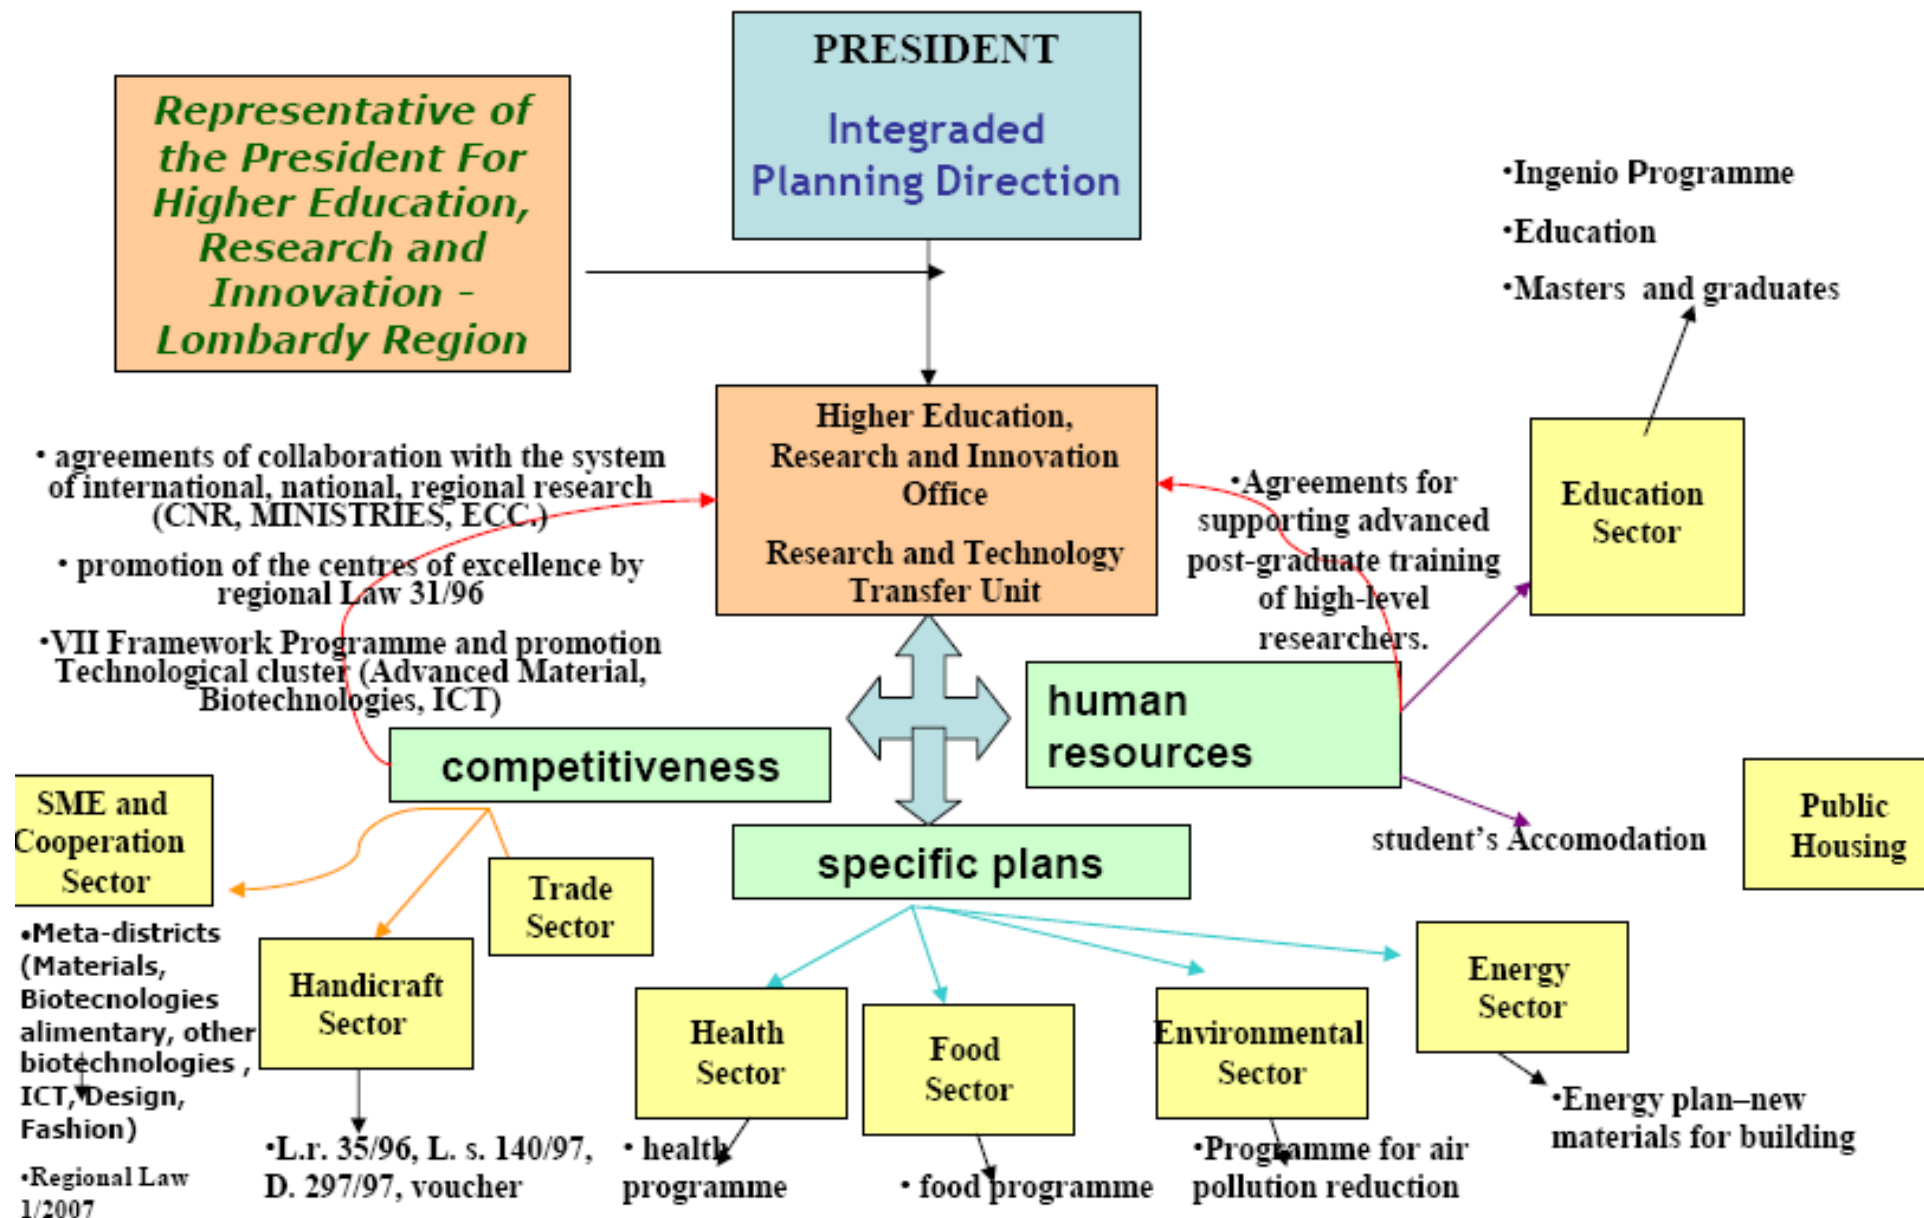 PRESIDENT
Integraded
Planning Direction
Representative of
the President For
Higher Education,
Research and
Innovation -
Lombardy Region
•Ingenio Programme
•Education
•Masters and graduates
Higher Education,
Research and Innovation
Office
Research and Technology
Transfer Unit
• agreements of collaboration with the system
of international, national, regional research
(CNR, MINISTRIES, ECC.)
• promotion of the centres of excellence by
regional Law 31/96
•VII Framework Programme and promotion
Technological cluster (Advanced Material,
Biotechnologies, ICT)
•Agreements for
supporting advanced
post-graduate training
of high-level
researchers.
Education
Sector
human
resources
competitiveness
specific plans
student's Accomodation
Public
Housing
SME and
Cooperation
Sector
Trade
Sector
Handicraft
Sector
Health
Sector
Food
Sector
Environmental
Sector
Energy
Sector
•Meta-districts
(Materials,
Biotecnologies
alimentary, other
biotechnologies ,
ICT, Design,
Fashion)
•Regional Law
1/2007
•L.r. 35/96, L. s. 140/97,
D. 297/97, voucher
• health
programme
• food programme
•Programme for air
pollution reduction
•Energy plan–new
materials for building